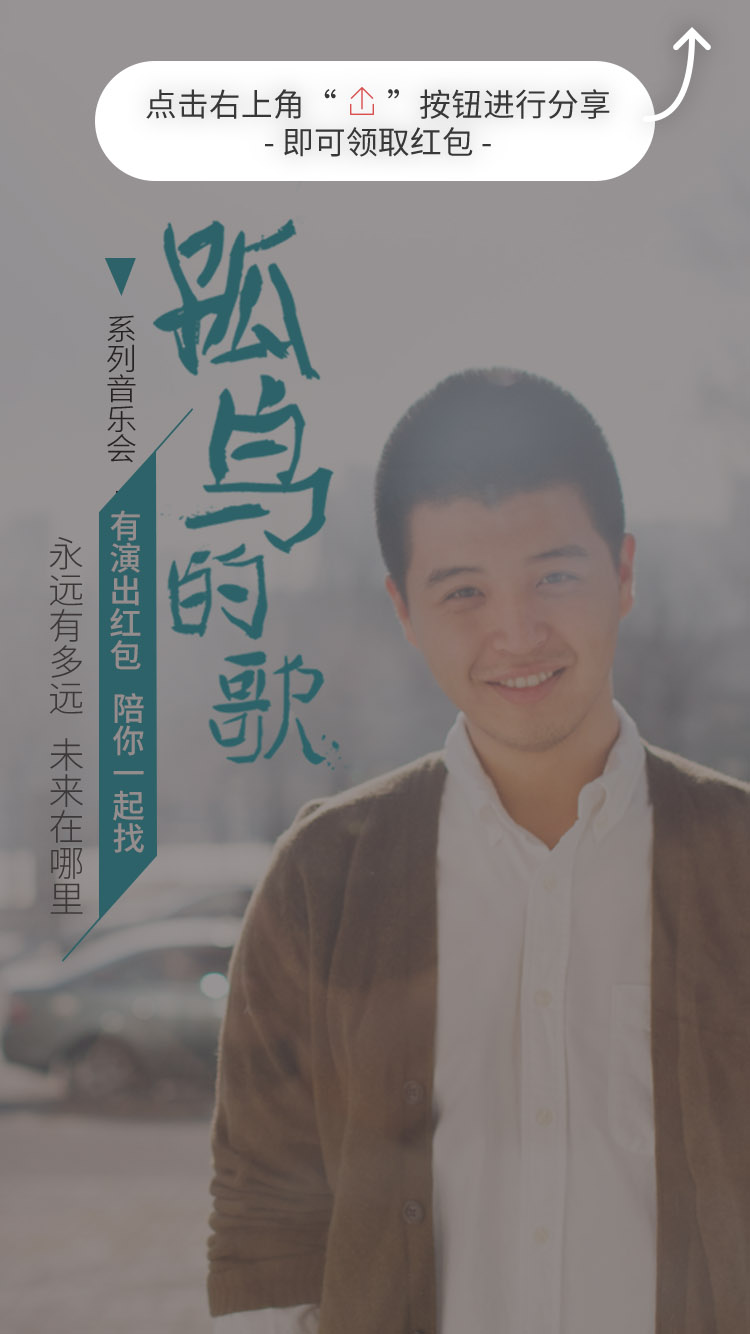 点击右上角“ ”按钮进行分享
- 即可领取红包 -
孤鸟的歌
系列音乐会
有演出红包 陪你一起找
永远有多远 未来在哪里